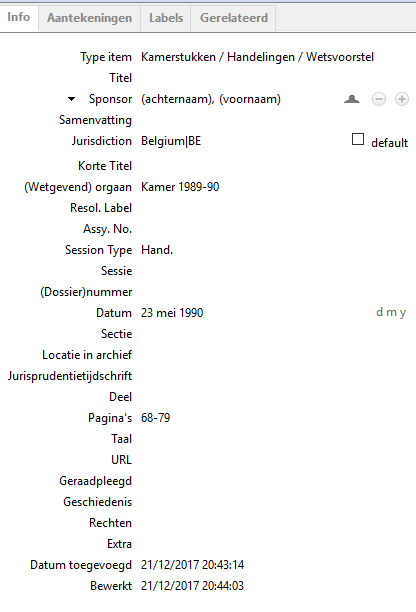 Info Aantekeningen Labels Gerelateerd
Type item Kamerstukken / Handelingen / Wetsvoorstel
Titel
Sponsor (achternaam), (voornaam)
Samenvatting
Jurisdiction Belgium|BE default
Korte Titel
(Wetgevend) orgaan Kamer 1989-90
Resol. Label
Assy. No.
Session Type Hand.
Sessie
(Dossier)nummer
Datum 23 mei 1990 d m y
Sectie
Locatie in archief
Jurisprudentietijdschrift
Deel
Pagina's 68-79
Taal
URL
Geraadpleegd
Geschiedenis
Rechten
Extra
Datum toegevoegd 21/12/2017 20:43:14
Bewerkt 21/12/2017 20:44:03